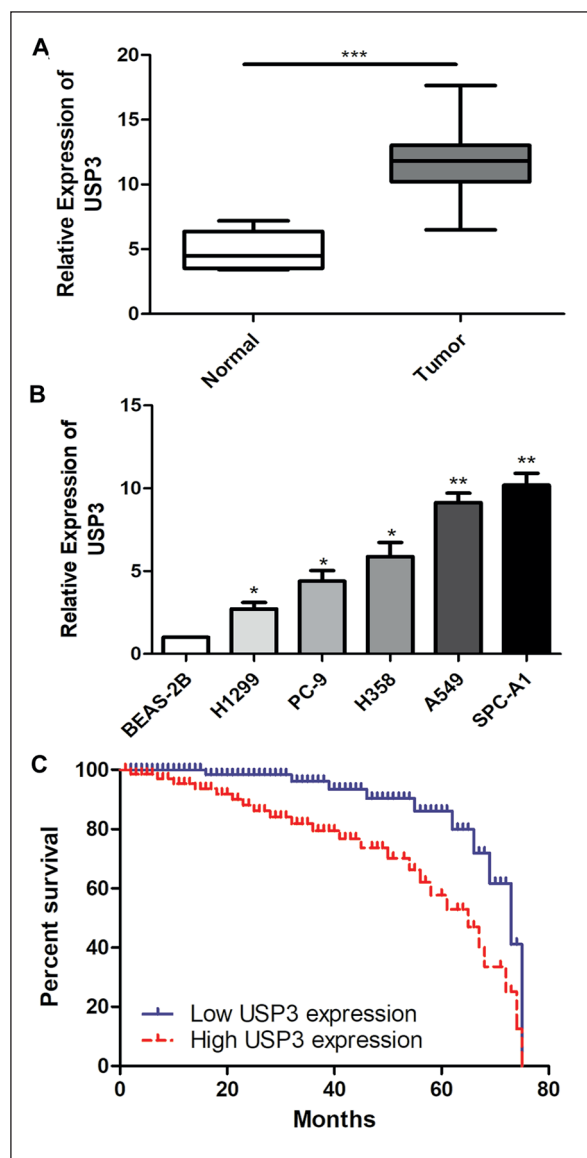 A
Relative Expression of
USP3
20
15
10
5
0
***
Normal
Tumor
B
Relative Expression of
USP3
15
10
5
0
*
*
*
**
**
BEAS-2B
H1299
PC-9
H358
A549
SPC-A1
C
Percent survival
100
80
60
40
20
0
Low USP3 expression
High USP3 expression
0
20
40
60
80
Months